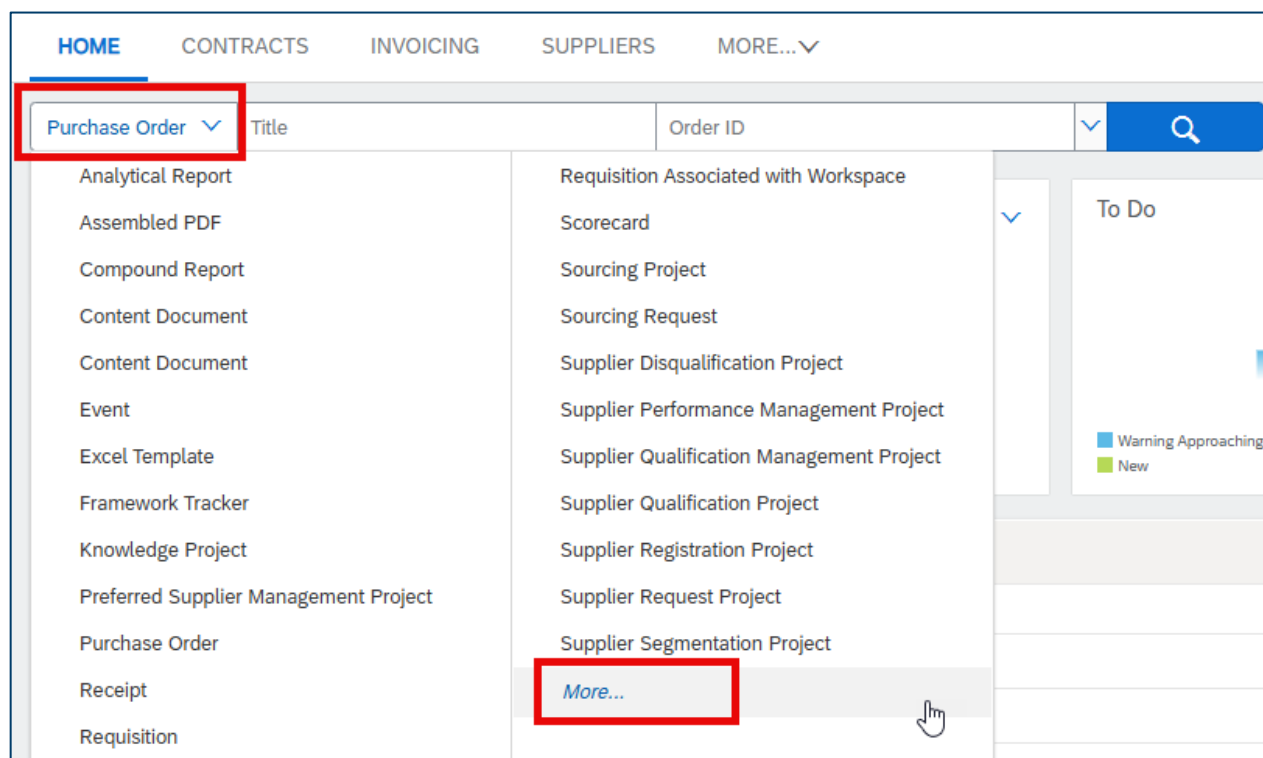 HOME CONTRACTS INVOICING SUPPLIERS MORE...
Purchase Order Title Order ID
Analytical Report
Assembled PDF
Compound Report
Content Document
Content Document
Event
Excel Template
Framework Tracker
Knowledge Project
Preferred Supplier Management Project
Purchase Order
Receipt
Requisition
Requisition Associated with Workspace
Scorecard
Sourcing Project
Sourcing Request
Supplier Disqualification Project
Supplier Performance Management Project
Supplier Qualification Management Project
Supplier Qualification Project
Supplier Registration Project
Supplier Request Project
Supplier Segmentation Project
More...
To Do
Warning Approaching
New